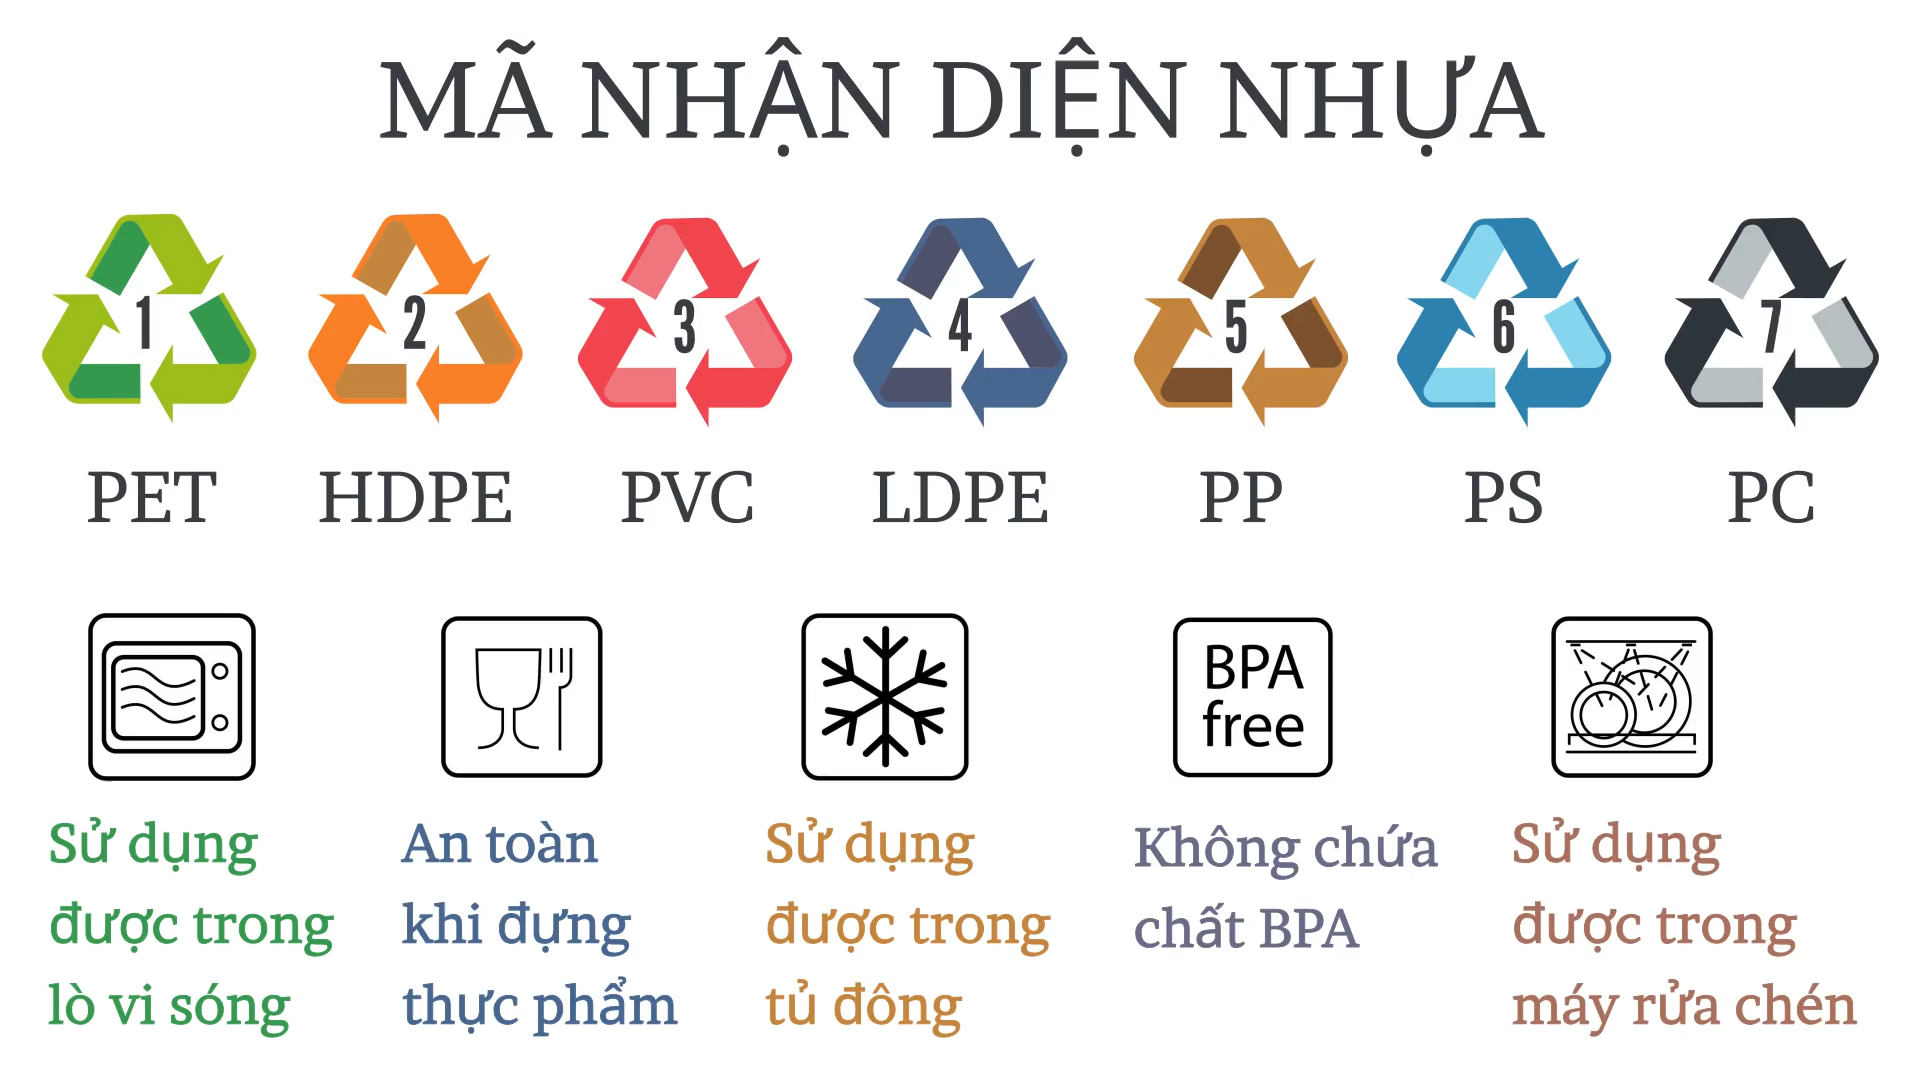 MÃ NHẬN DIỆN NHỰA
1 2 3 4 5 6 7
PET HDPE PVC LDPE PP PS PC
BPA
free
Sử dụng
được trong
lò vi sóng
An toàn
khi đựng
thực phẩm
Sử dụng
được trong
tủ đông
Không chứa
chất BPA
Sử dụng
được trong
máy rửa chén